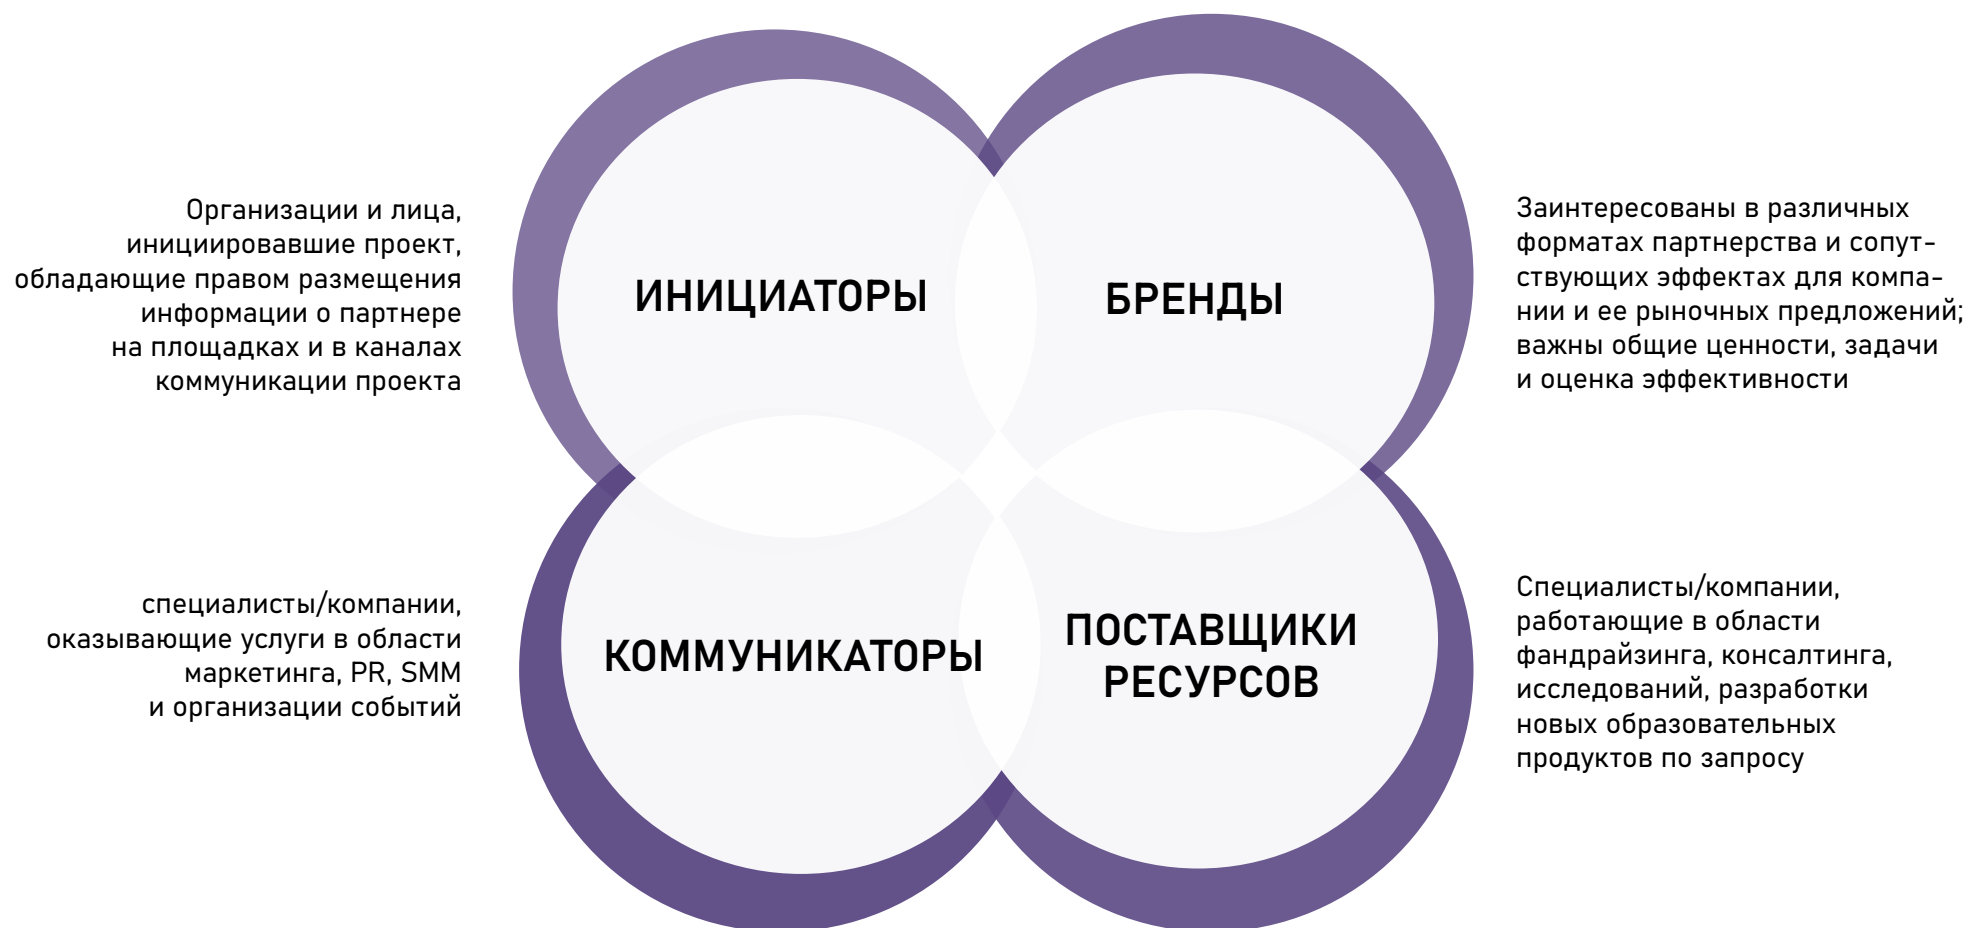 Организации и лица,
инициировавшие проект,
обладающие правом размещения
информации о партнере
на площадках и в каналах
коммуникации проекта
ИНИЦИАТОРЫ
БРЕНДЫ
Заинтересованы в различных
форматах партнерства и сопут-
ствующих эффектах для компа-
нии и ее рыночных предложений;
важны общие ценности, задачи
и оценка эффективности
специалисты/компании,
оказывающие услуги в области
маркетинга, PR, SMM
и организации событий
КОММУНИКАТОРЫ
ПОСТАВЩИКИ
РЕСУРСОВ
Специалисты/компании,
работающие в области
фандрайзинга, консалтинга,
исследований, разработки
новых образовательных
продуктов по запросу